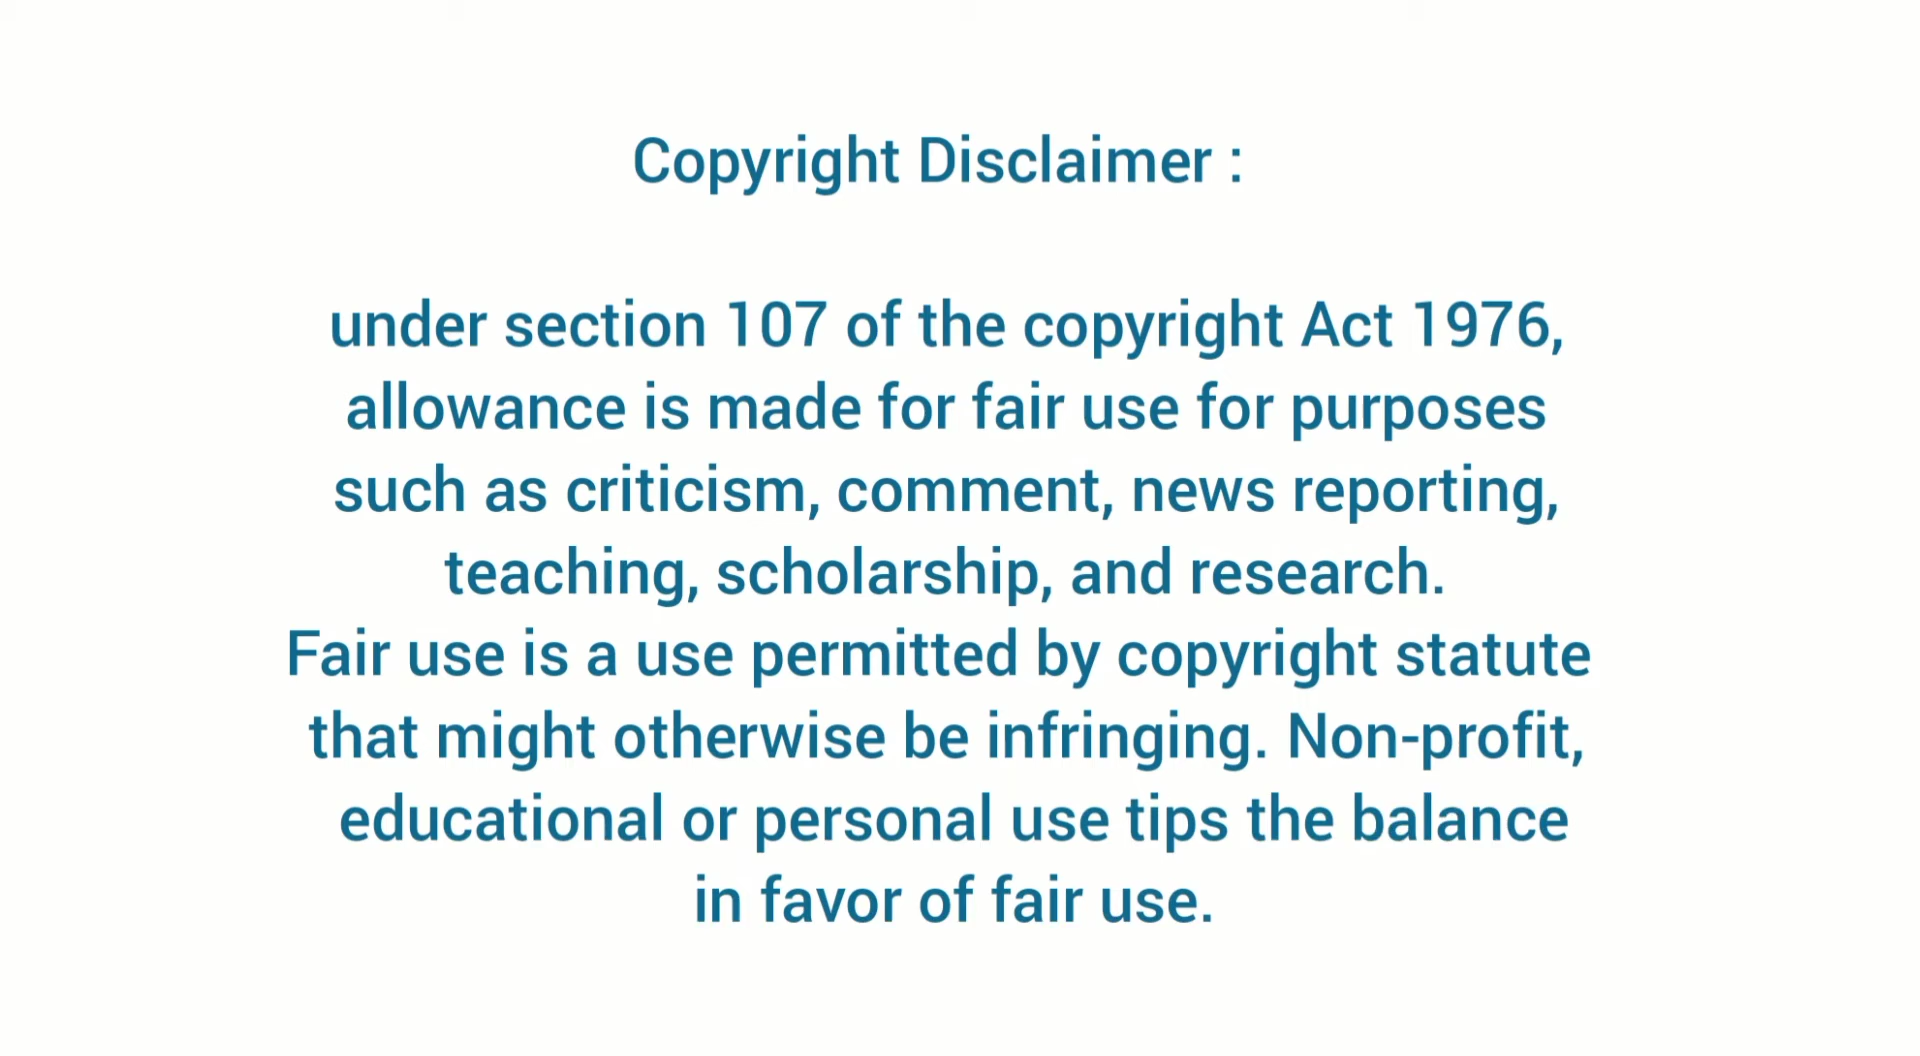 Copyright Disclaimer :
under section 107 of the copyright Act 1976,
allowance is made for fair use for purposes
such as criticism, comment, news reporting,
teaching, scholarship, and research.
Fair use is a use permitted by copyright statute
that might otherwise be infringing. Non-profit,
educational or personal use tips the balance
in favor of fair use.